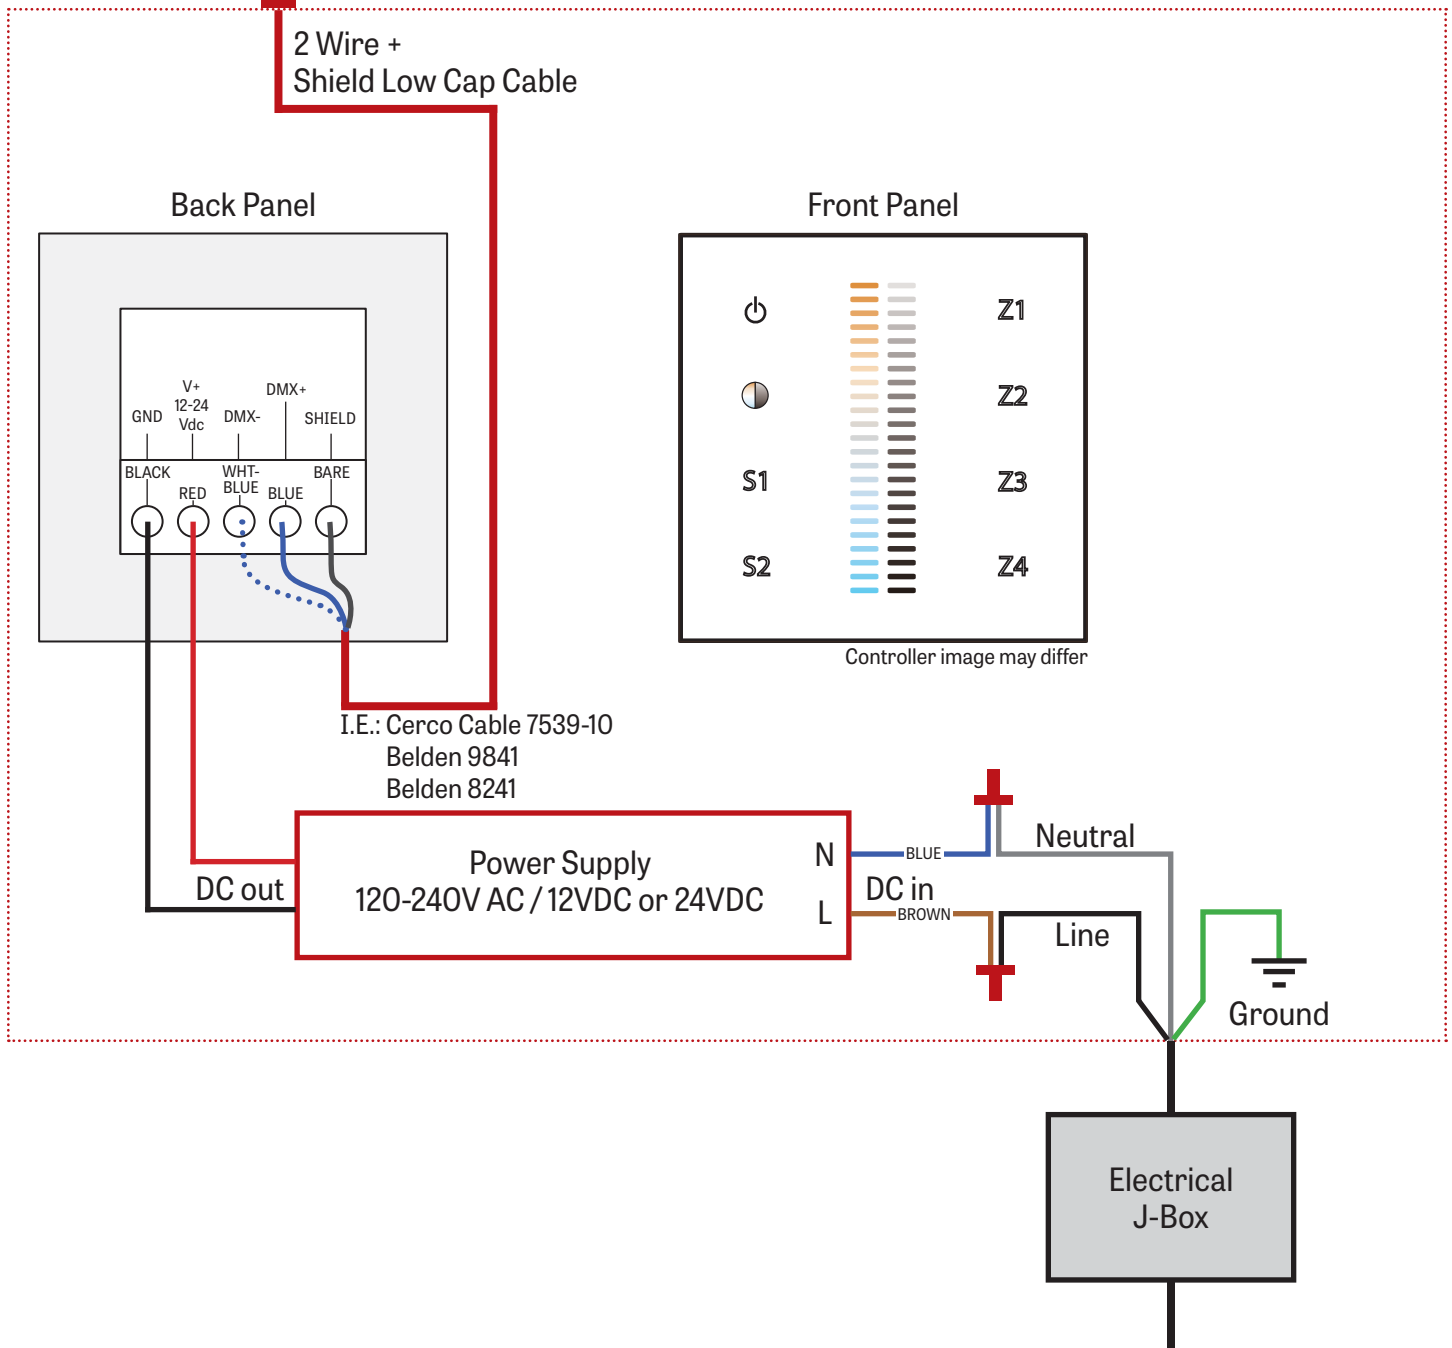 2 Wire +
Shield Low Cap Cable
Back Panel
Front Panel
GND
V+
12-24
Vdc
DMX-
DMX+
SHIELD
BLACK
RED
WHT-
BLUE
BLUE
BARE
Z1
Z2
S1
Z3
S2
Z4
Controller image may differ
I.E.: Cerco Cable 7539-10
Belden 9841
Belden 8241
DC out
Power Supply
120-240V AC / 12VDC or 24VDC
N
L
BLUE
DC in
BROWN
Neutral
Line
Ground
Electrical
J-Box